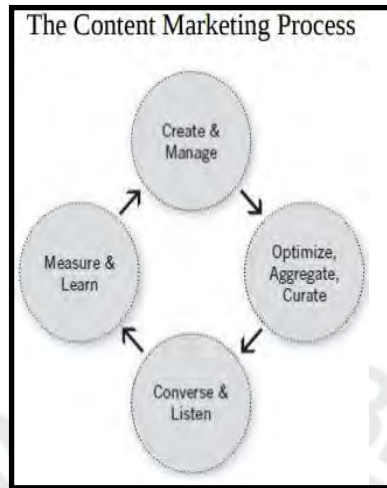 The Content Marketing Process
Create &
Manage
Optimize,
Aggregate,
Curate
Converse &
Listen
Measure &
Learn